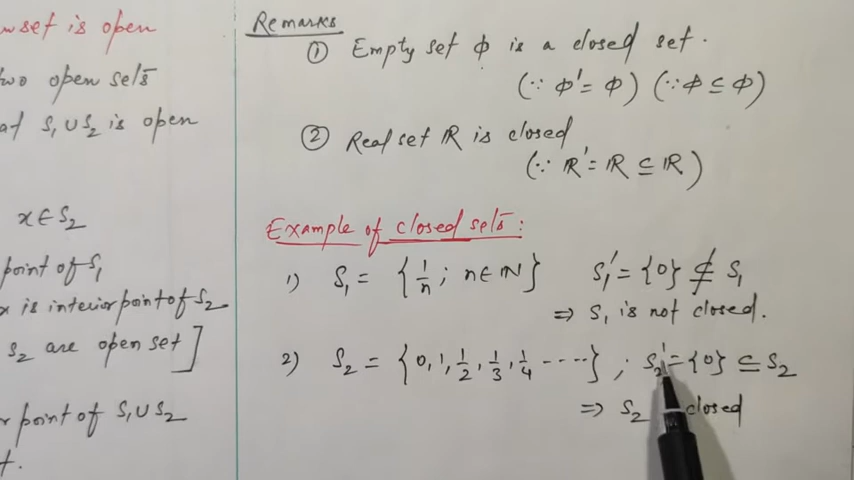 set is open
two open sets
S₁ ∪ S₂ is open
x ∈ S₂
point of S₁
x is interior point of S₂
S₂ are open set]
point of S₁ ∪ S₂
Remarks
① Empty set ϕ is a closed set.
(∵ ϕ' = ϕ) (∵ ϕ ⊆ ϕ)
② Real set ℝ is closed
(∵ ℝ' = ℝ ⊆ ℝ)
Example of closed sets:
1) S₁ = {1/n ; n ∈ ℕ} S₁' = {0} ⊈ S₁
⇒ S₁ is not closed.
2) S₂ = {0, 1, 1/2, 1/3, 1/4 -----} ; S₂' = {0} ⊆ S₂
⇒ S₂ closed